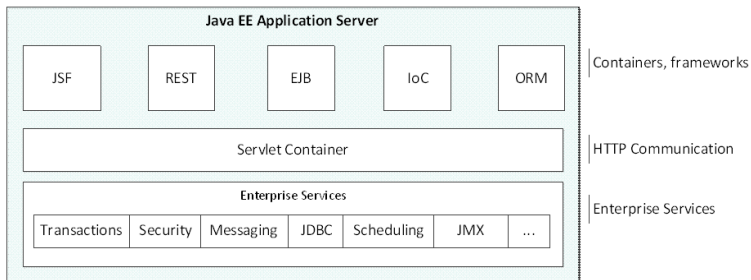 Java EE Application Server
JSF REST EJB IoC ORM
Containers, frameworks
Servlet Container
HTTP Communication
Enterprise Services
Enterprise Services
Transactions Security Messaging JDBC Scheduling JMX ...